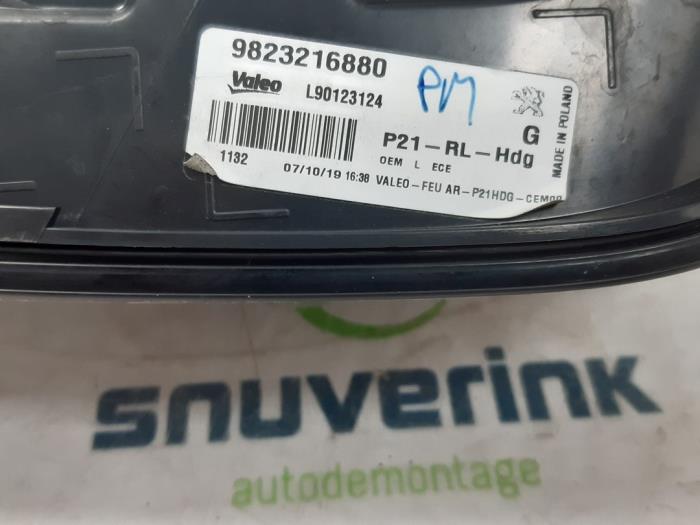 9823216880
Valeo L90123124
PM
G
P21-RL-Hdg
OEM L ECE
1132
07/10/19 16:38 VALEO-FEU AR-P21HDG-CEM00
MADE IN POLAND
snuverink
autodemontage